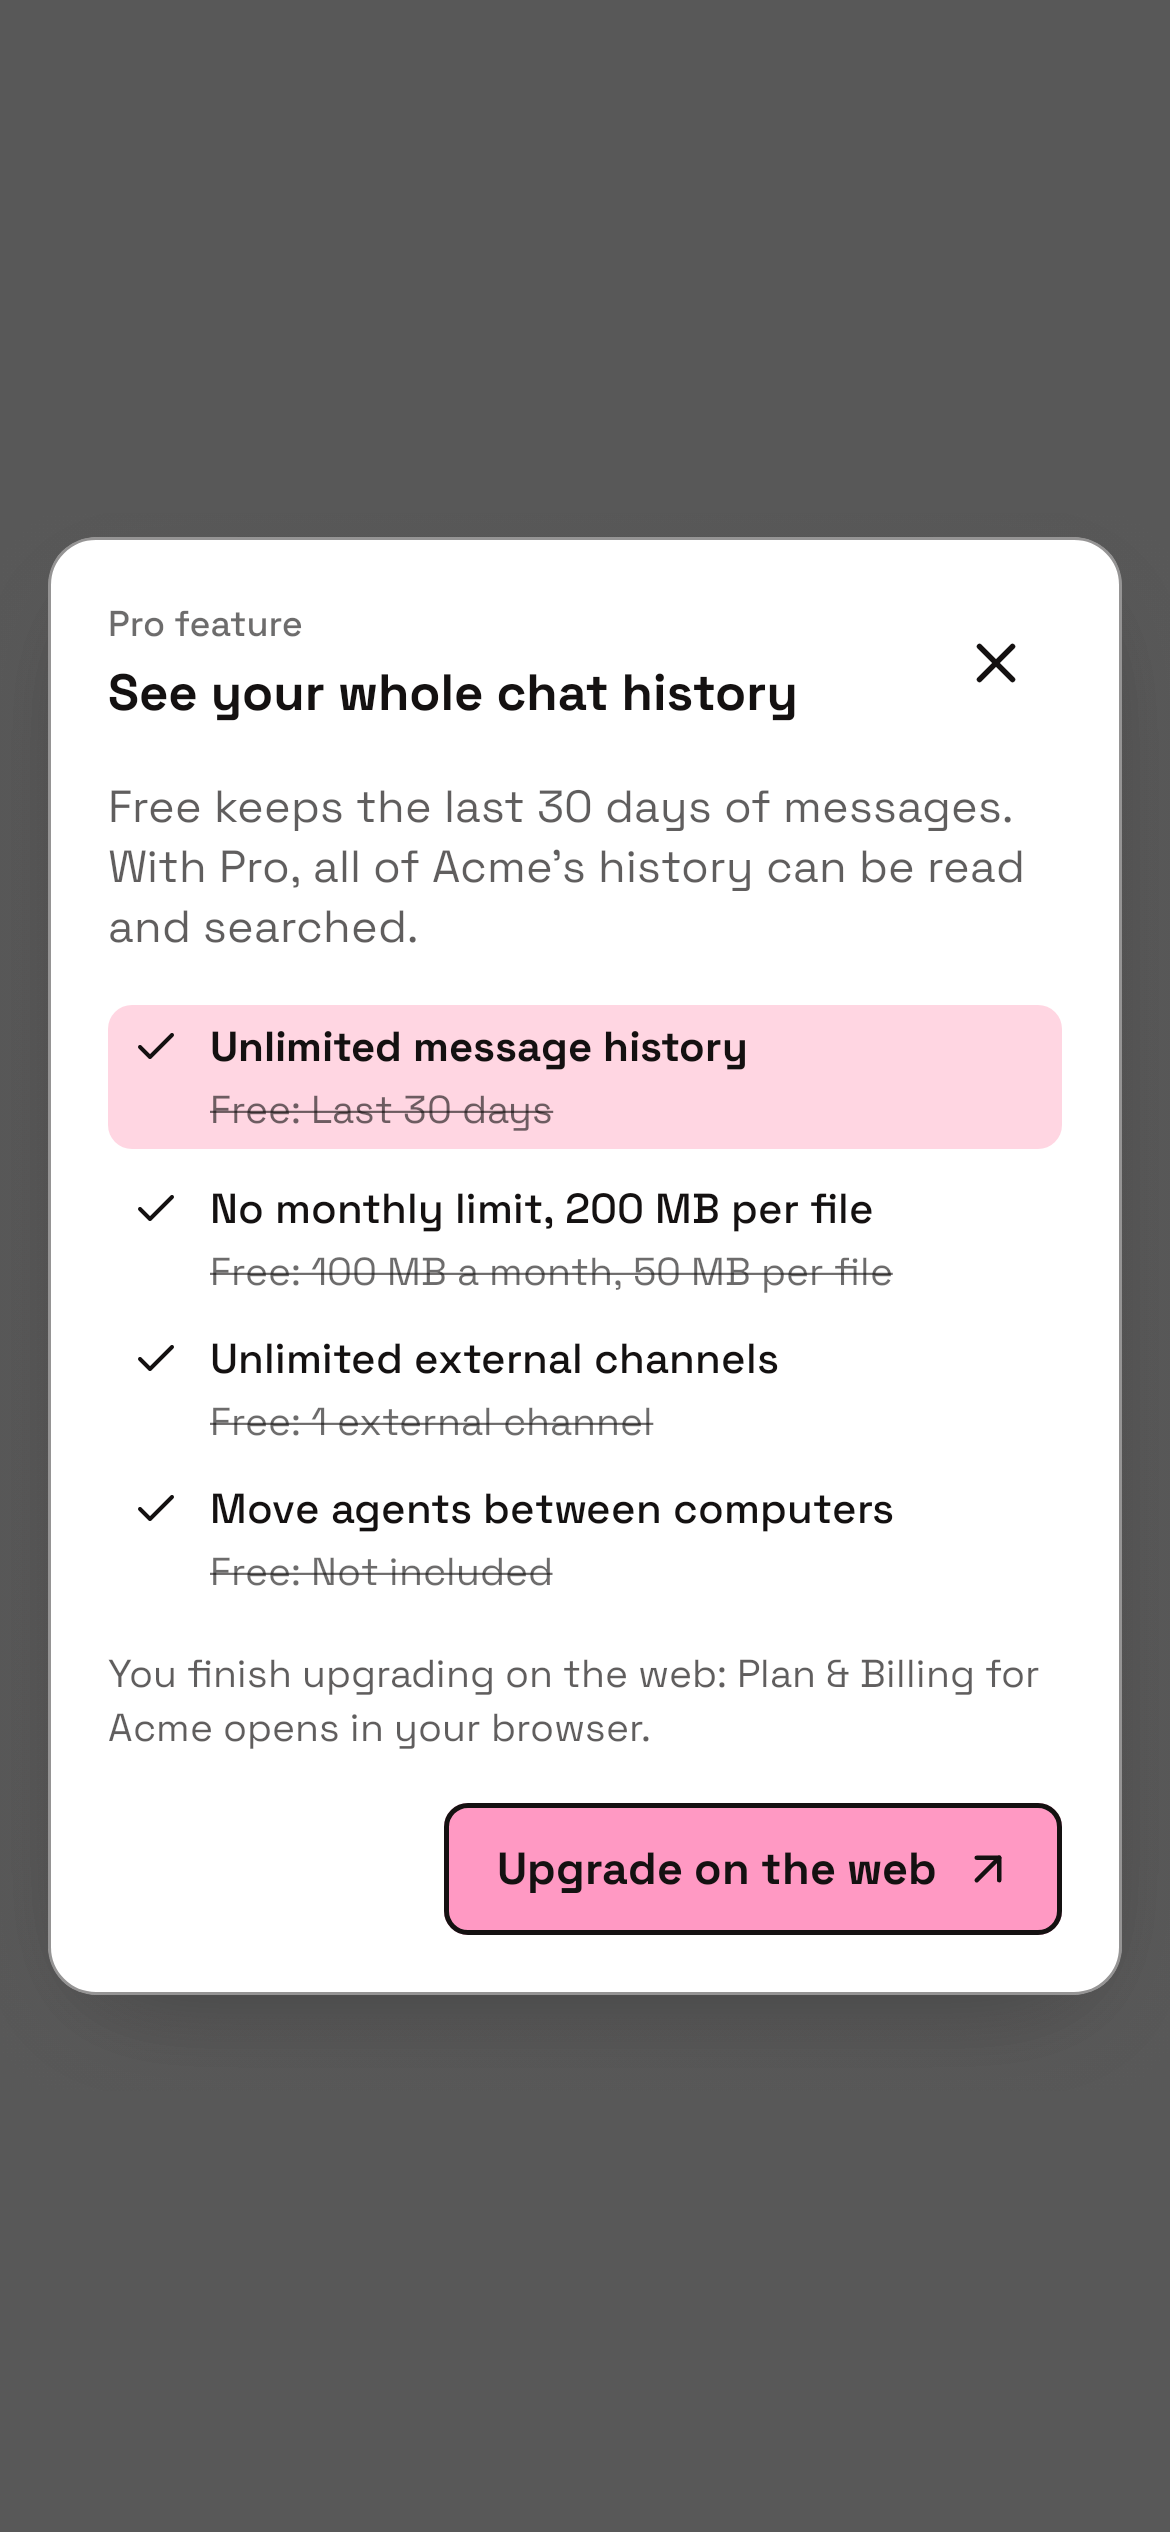 Pro feature
See your whole chat history
Free keeps the last 30 days of messages.
With Pro, all of Acme’s history can be read
and searched.
Unlimited message history
Free: Last 30 days
No monthly limit, 200 MB per file
Free: 100 MB a month, 50 MB per file
Unlimited external channels
Free: 1 external channel
Move agents between computers
Free: Not included
You finish upgrading on the web: Plan & Billing for
Acme opens in your browser.
Upgrade on the web